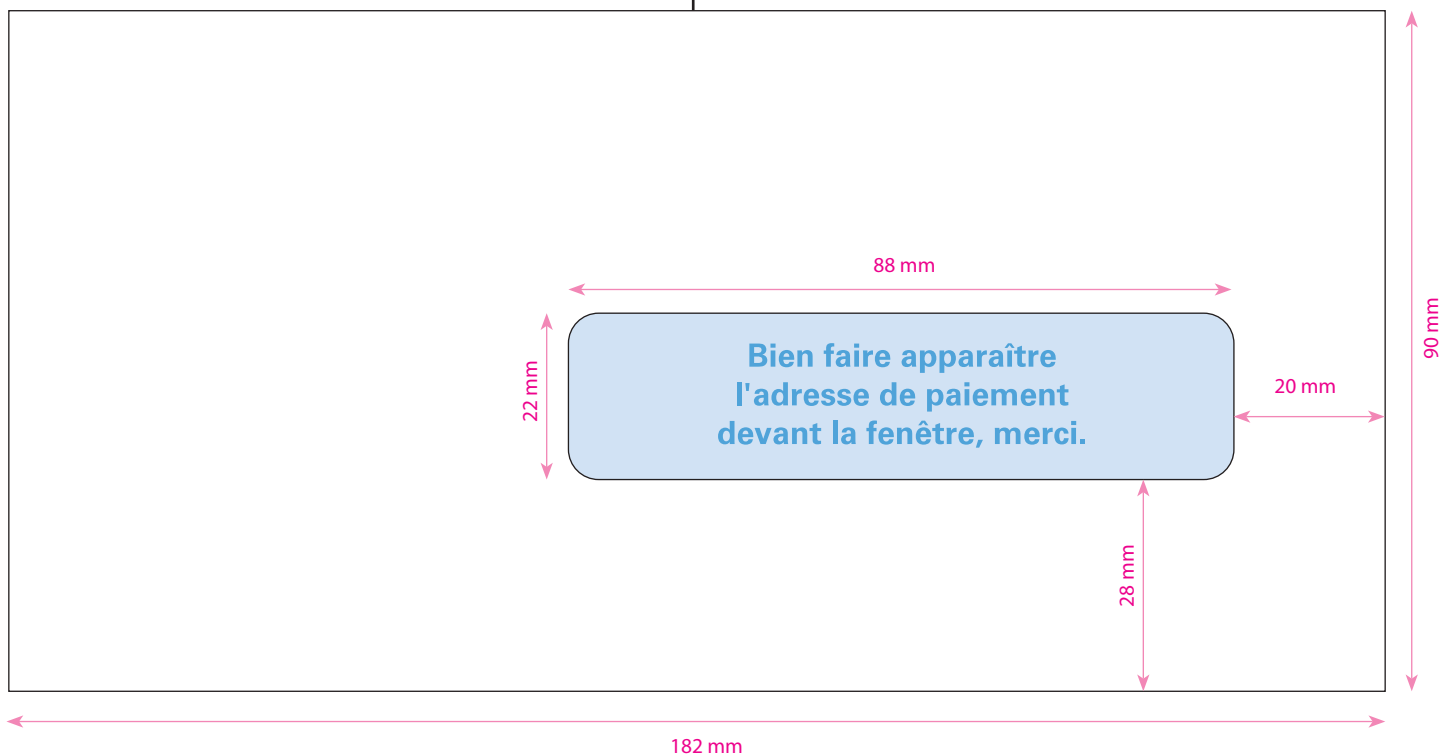 88 mm
90 mm
22 mm
Bien faire apparaître
l'adresse de paiement
devant la fenêtre, merci.
20 mm
28 mm
182 mm